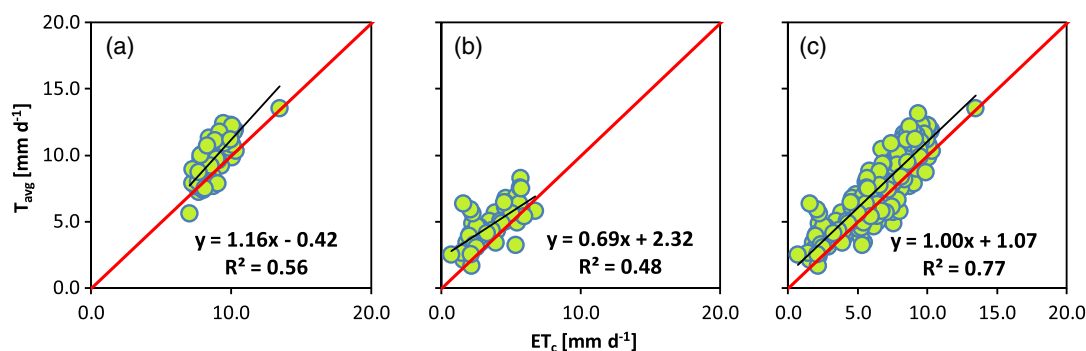 (a)
(b)
(c)
20.0
15.0
10.0
5.0
0.0
T_avg [mm d⁻¹]
y = 1.16x - 0.42
R² = 0.56
y = 0.69x + 2.32
R² = 0.48
y = 1.00x + 1.07
R² = 0.77
0.0 10.0 20.0
0.0 10.0 20.0
0.0 5.0 10.0 15.0 20.0
ET_c [mm d⁻¹]